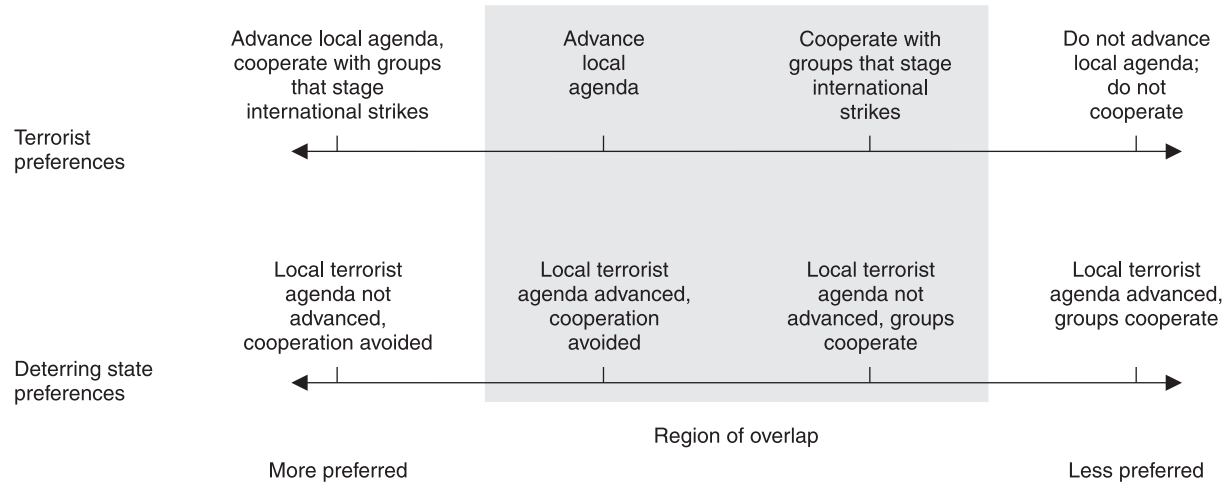 Advance local agenda,
cooperate with groups
that stage
international strikes
Advance
local
agenda
Cooperate with
groups that stage
international
strikes
Do not advance
local agenda;
do not
cooperate
Terrorist
preferences
Local terrorist
agenda not
advanced,
cooperation avoided
Local terrorist
agenda advanced,
cooperation
avoided
Local terrorist
agenda not
advanced, groups
cooperate
Local terrorist
agenda advanced,
groups cooperate
Deterring state
preferences
Region of overlap
More preferred
Less preferred